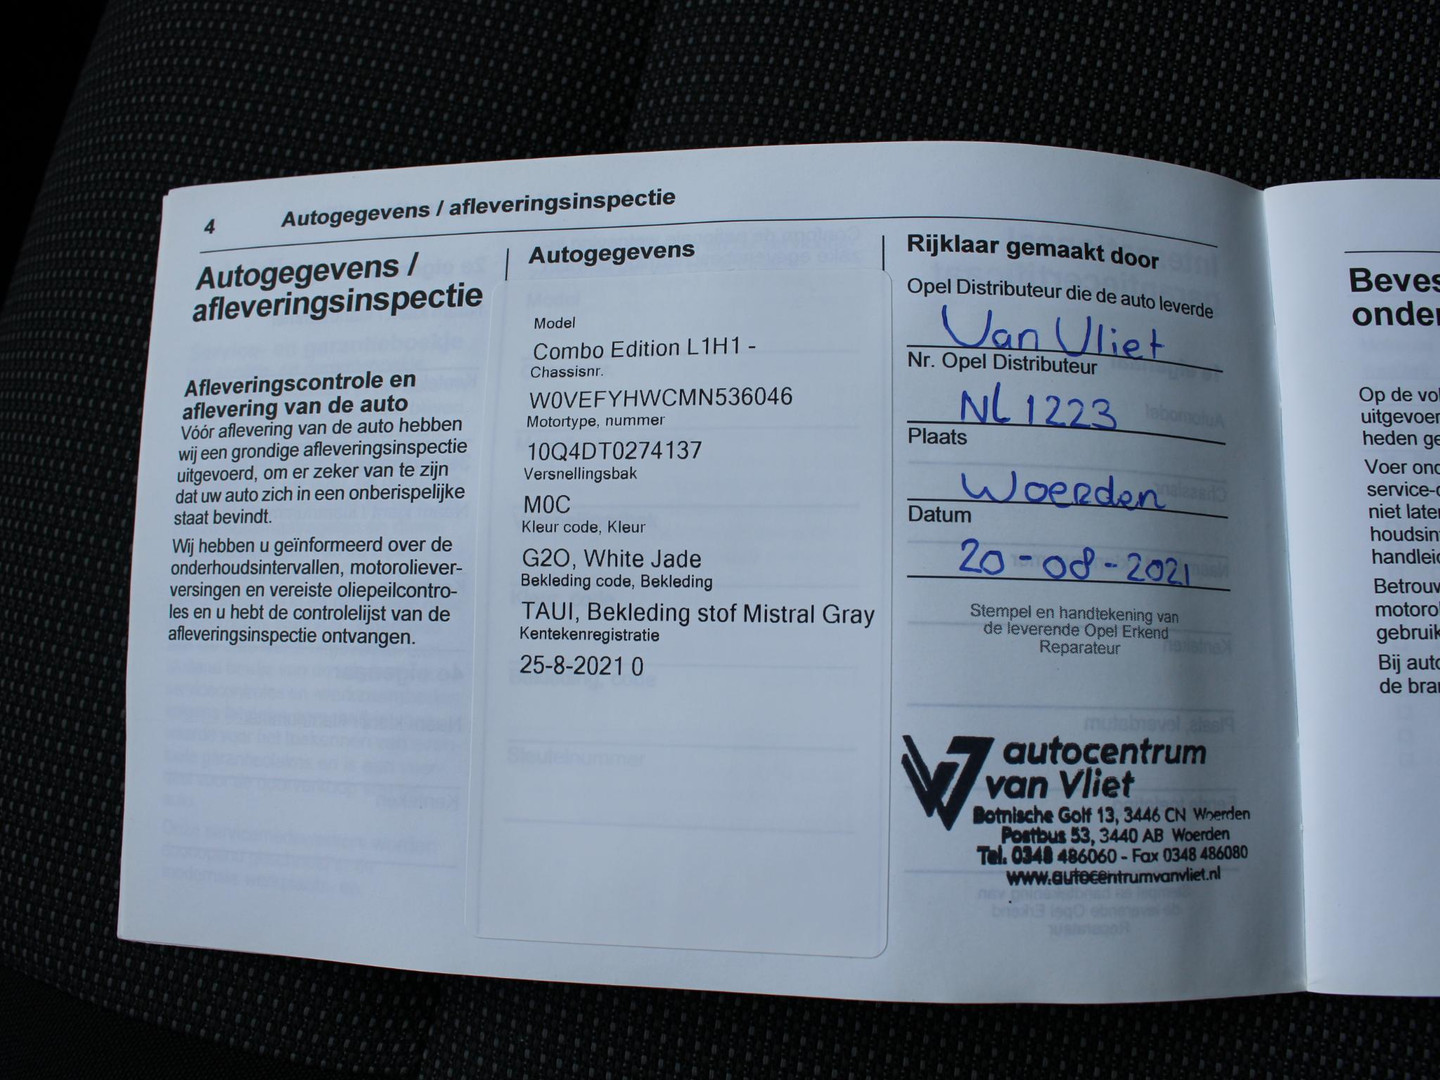 4 Autogegevens / afleveringsinspectie
Autogegevens /
afleveringsinspectie
Afleveringscontrole en
aflevering van de auto
Vóór aflevering van de auto hebben
wij een grondige afleveringsinspectie
uitgevoerd, om er zeker van te zijn
dat uw auto zich in een onberispelijke
staat bevindt.
Wij hebben u geïnformeerd over de
onderhoudsintervallen, motoroliever-
versingen en vereiste oliepeilcontro-
les en u hebt de controlelijst van de
afleveringsinspectie ontvangen.
Autogegevens
Model
Combo Edition L1H1 -
Chassisnr.
W0VEFYHWCMN536046
Motortype, nummer
10Q4DT0274137
Versnellingsbak
M0C
Kleur code, Kleur
G2O, White Jade
Bekleding code, Bekleding
TAUI, Bekleding stof Mistral Gray
Kentekenregistratie
25-8-2021 0
Rijklaar gemaakt door
Opel Distributeur die de auto leverde
Van Vliet
Nr. Opel Distributeur
NL 1223
Plaats
Woerden
Datum
20-08-2021
Stempel en handtekening van
de leverende Opel Erkend
Reparateur
autocentrum
van Vliet
Botnische Golf 13, 3446 CN Woerden
Postbus 53, 3440 AB Woerden
Tel. 0348 486060 - Fax 0348 486080
www.autocentrumvanvliet.nl
Beves
onder
Op de vol
uitgevoer
heden ge
Voer ond
service-o
niet later
houdsin
handleid
Betrouw
motorol
gebruik
Bij auto
de bran